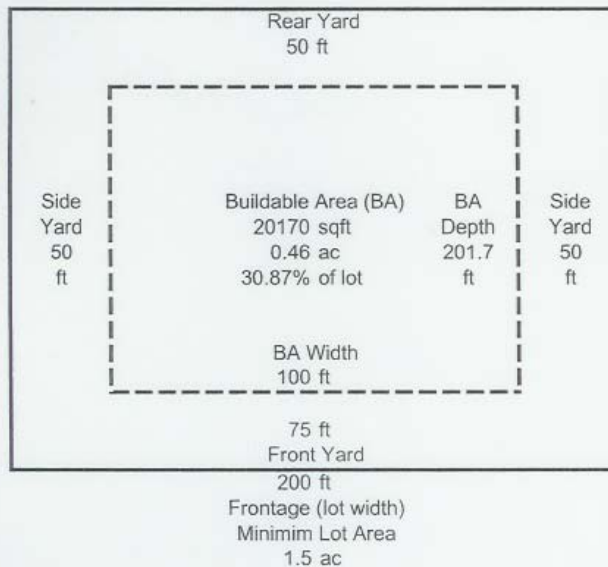 Rear Yard
50 ft
Side
Yard
50
ft
Buildable Area (BA)
20170 sqft
0.46 ac
30.87% of lot
BA
Depth
201.7
ft
Side
Yard
50
ft
BA Width
100 ft
75 ft
Front Yard
200 ft
Frontage (lot width)
Minimim Lot Area
1.5 ac